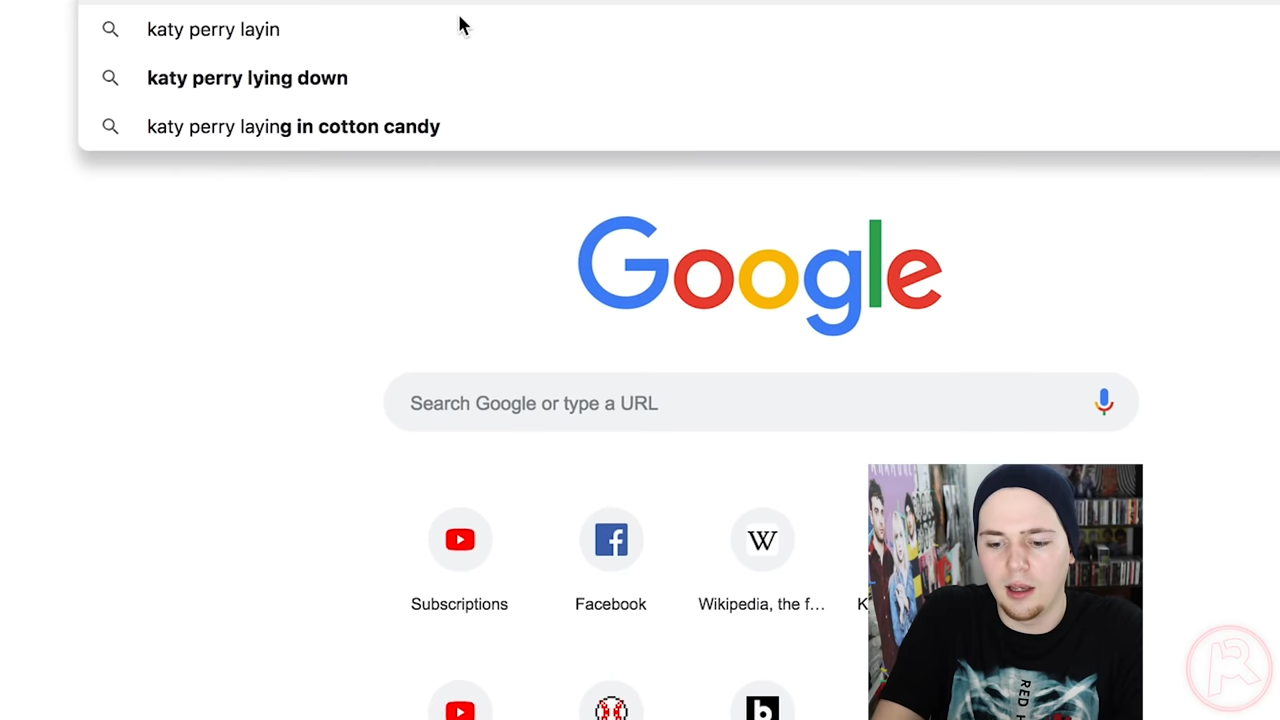 katy perry layin
katy perry lying down
katy perry laying in cotton candy
Google
Search Google or type a URL
Subscriptions
Facebook
W
Wikipedia, the f...
K
b
RED H